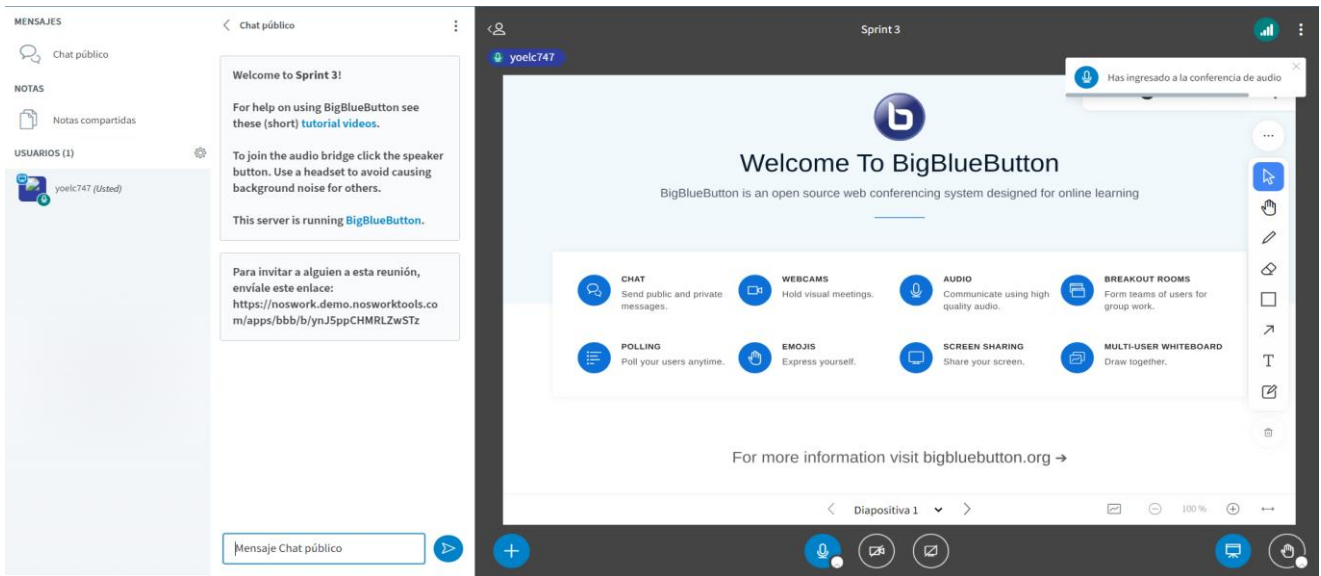 MENSAJES
Chat público
NOTAS
Notas compartidas
USUARIOS (1)
yoelc747 (Usted)
Chat público
Welcome to Sprint 3!
For help on using BigBlueButton see
these (short) tutorial videos.
To join the audio bridge click the speaker
button. Use a headset to avoid causing
background noise for others.
This server is running BigBlueButton.
Para invitar a alguien a esta reunión,
envíale este enlace:
https://noswork.demo.nosworktools.co
m/apps/bbb/b/ynJ5ppCHMRLZwSTz
Mensaje Chat público
Sprint 3
yoelc747
Has ingresado a la conferencia de audio
Welcome To BigBlueButton
BigBlueButton is an open source web conferencing system designed for online learning
CHAT
Send public and private
messages.
WEBCAMS
Hold visual meetings.
AUDIO
Communicate using high
quality audio.
BREAKOUT ROOMS
Form teams of users for
group work.
POLLING
Poll your users anytime.
EMOJIS
Express yourself.
SCREEN SHARING
Share your screen.
MULTI-USER WHITEBOARD
Draw together.
For more information visit bigbluebutton.org →
Diapositiva 1
100 %